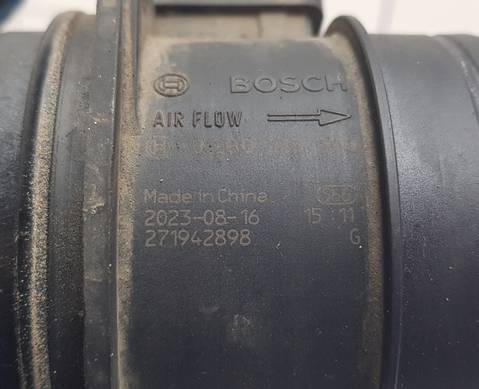 BOSCH
AIR FLOW
Made in China
2023-08-16 15:11
271942898 G